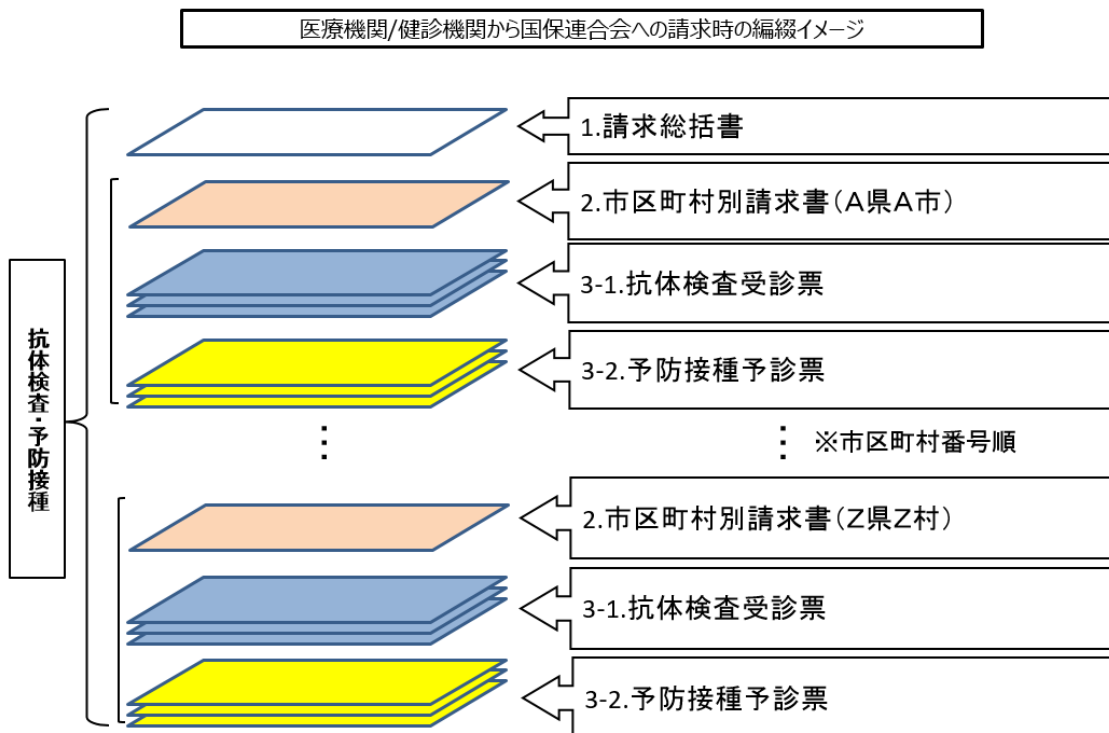 医療機関/健診機関から国保連合会への請求時の編綴イメージ
抗体検査・予防接種
1.請求総括書
2.市区町村別請求書(A県A市)
3-1.抗体検査受診票
3-2.予防接種予診票
⋮
⋮ ※市区町村番号順
2.市区町村別請求書(Z県Z村)
3-1.抗体検査受診票
3-2.予防接種予診票